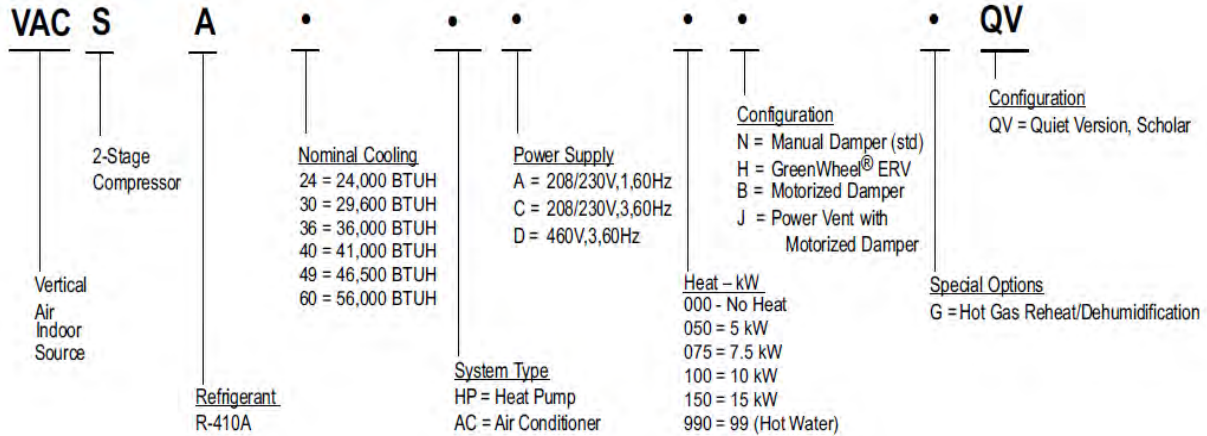 VAC S A • • • • • • QV
2-Stage
Compressor
Vertical
Air
Indoor
Source
Refrigerant
R-410A
Nominal Cooling
24 = 24,000 BTUH
30 = 29,600 BTUH
36 = 36,000 BTUH
40 = 41,000 BTUH
49 = 46,500 BTUH
60 = 56,000 BTUH
System Type
HP = Heat Pump
AC = Air Conditioner
Power Supply
A = 208/230V,1,60Hz
C = 208/230V,3,60Hz
D = 460V,3,60Hz
Heat – kW
000 - No Heat
050 = 5 kW
075 = 7.5 kW
100 = 10 kW
150 = 15 kW
990 = 99 (Hot Water)
Configuration
N = Manual Damper (std)
H = GreenWheel® ERV
B = Motorized Damper
J = Power Vent with
Motorized Damper
Special Options
G = Hot Gas Reheat/Dehumidification
Configuration
QV = Quiet Version, Scholar